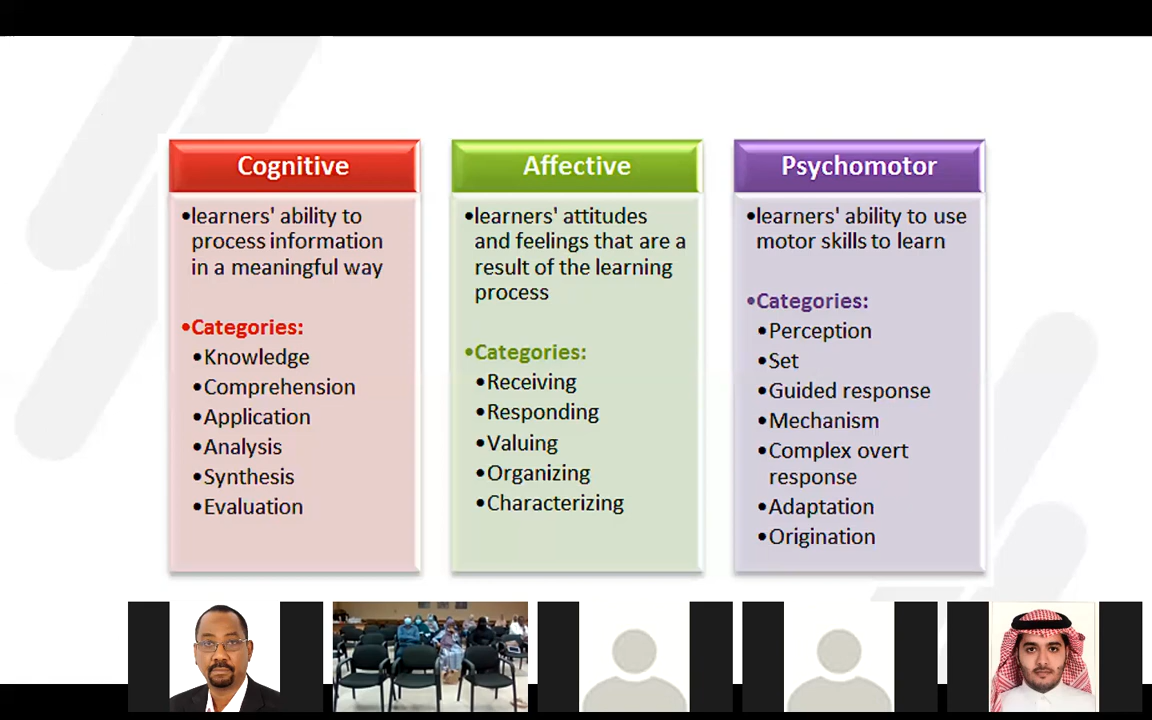 Cognitive
•learners' ability to
process information
in a meaningful way
•Categories:
•Knowledge
•Comprehension
•Application
•Analysis
•Synthesis
•Evaluation
Affective
•learners' attitudes
and feelings that are a
result of the learning
process
•Categories:
•Receiving
•Responding
•Valuing
•Organizing
•Characterizing
Psychomotor
•learners' ability to use
motor skills to learn
•Categories:
•Perception
•Set
•Guided response
•Mechanism
•Complex overt
response
•Adaptation
•Origination